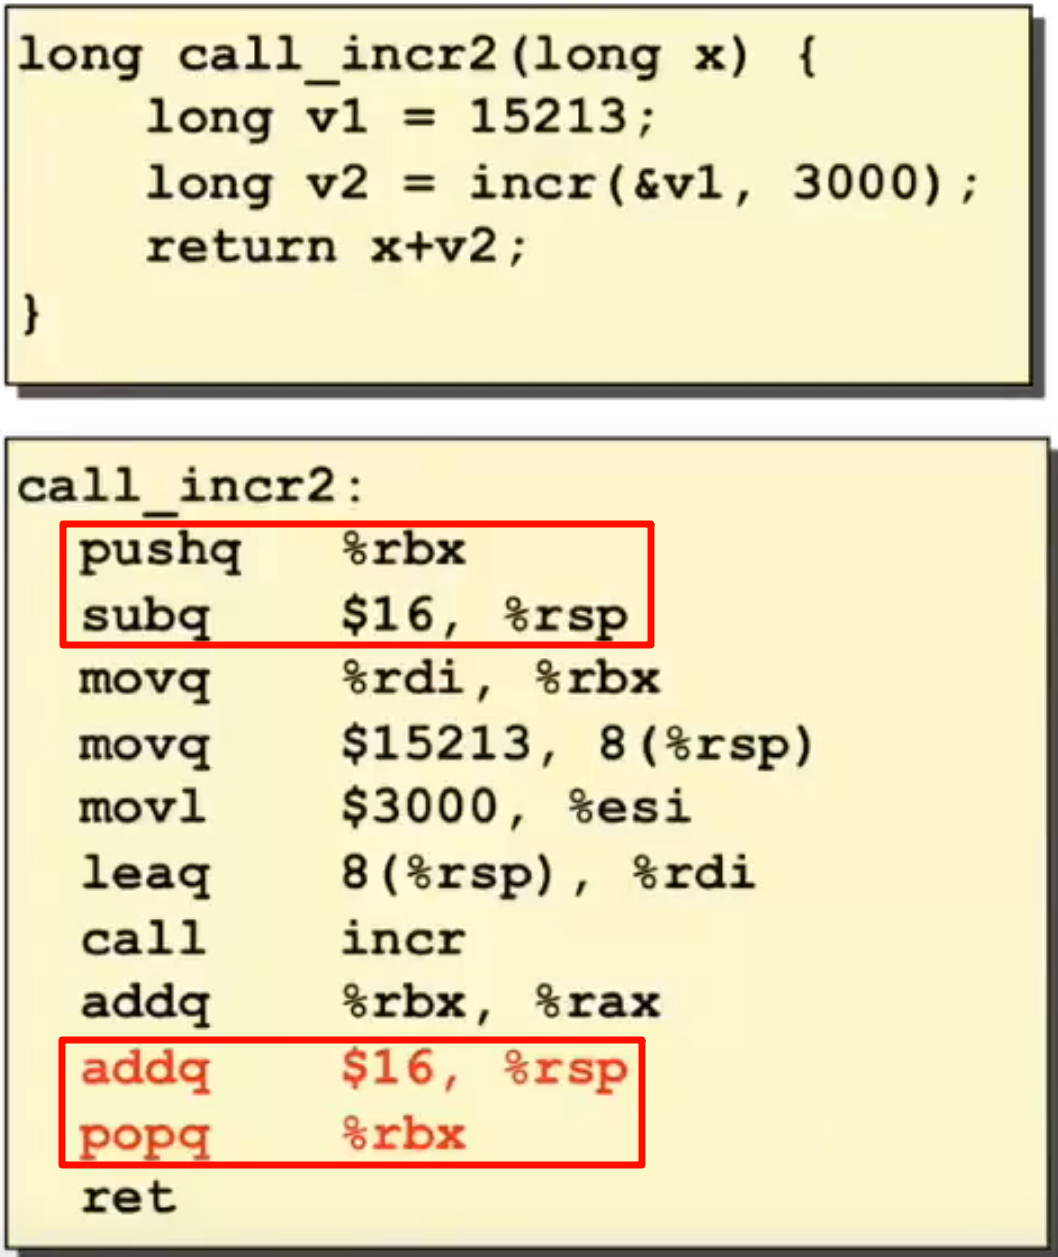 long call_incr2(long x) {
long v1 = 15213;
long v2 = incr(&v1, 3000);
return x+v2;
}
call_incr2:
pushq %rbx
subq $16, %rsp
movq %rdi, %rbx
movq $15213, 8(%rsp)
movl $3000, %esi
leaq 8(%rsp), %rdi
call incr
addq %rbx, %rax
addq $16, %rsp
popq %rbx
ret